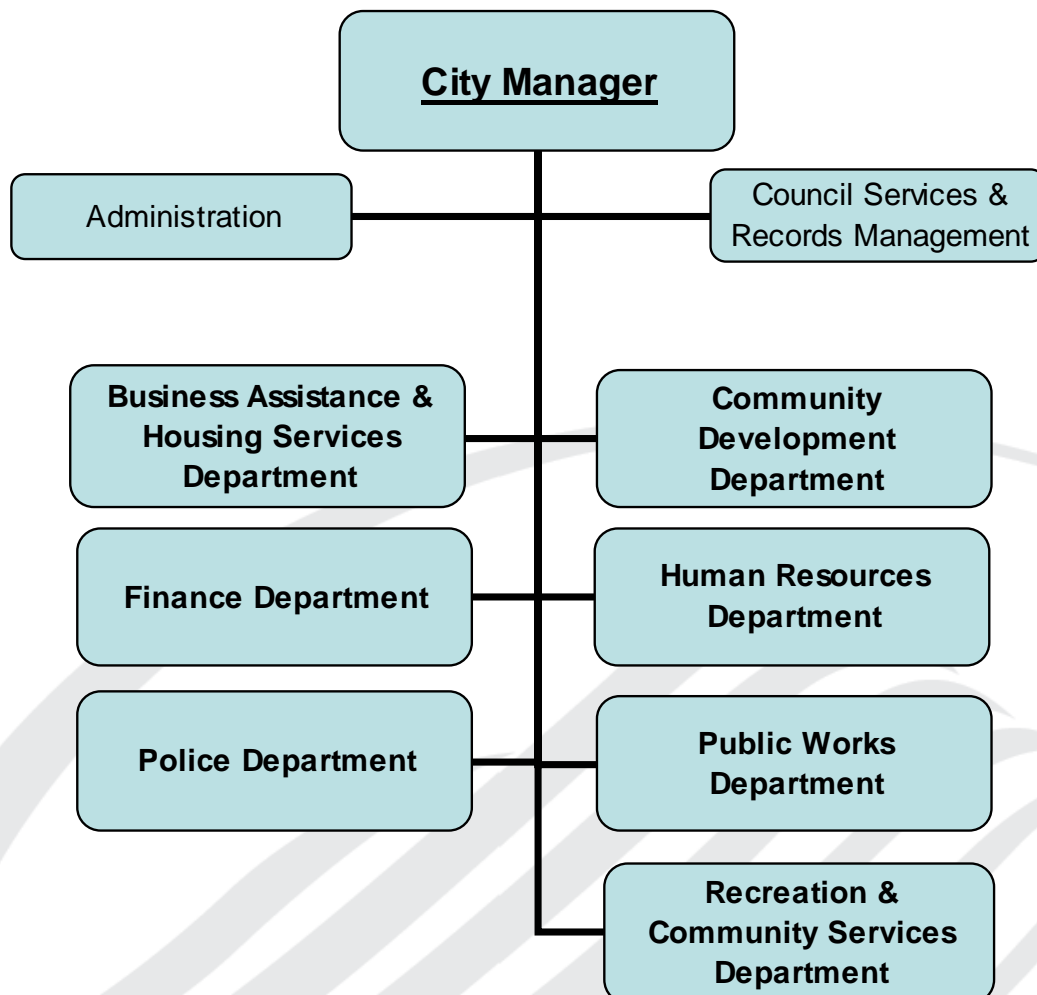 City Manager
Administration
Council Services &
Records Management
Business Assistance &
Housing Services
Department
Community
Development
Department
Finance Department
Human Resources
Department
Police Department
Public Works
Department
Recreation &
Community Services
Department